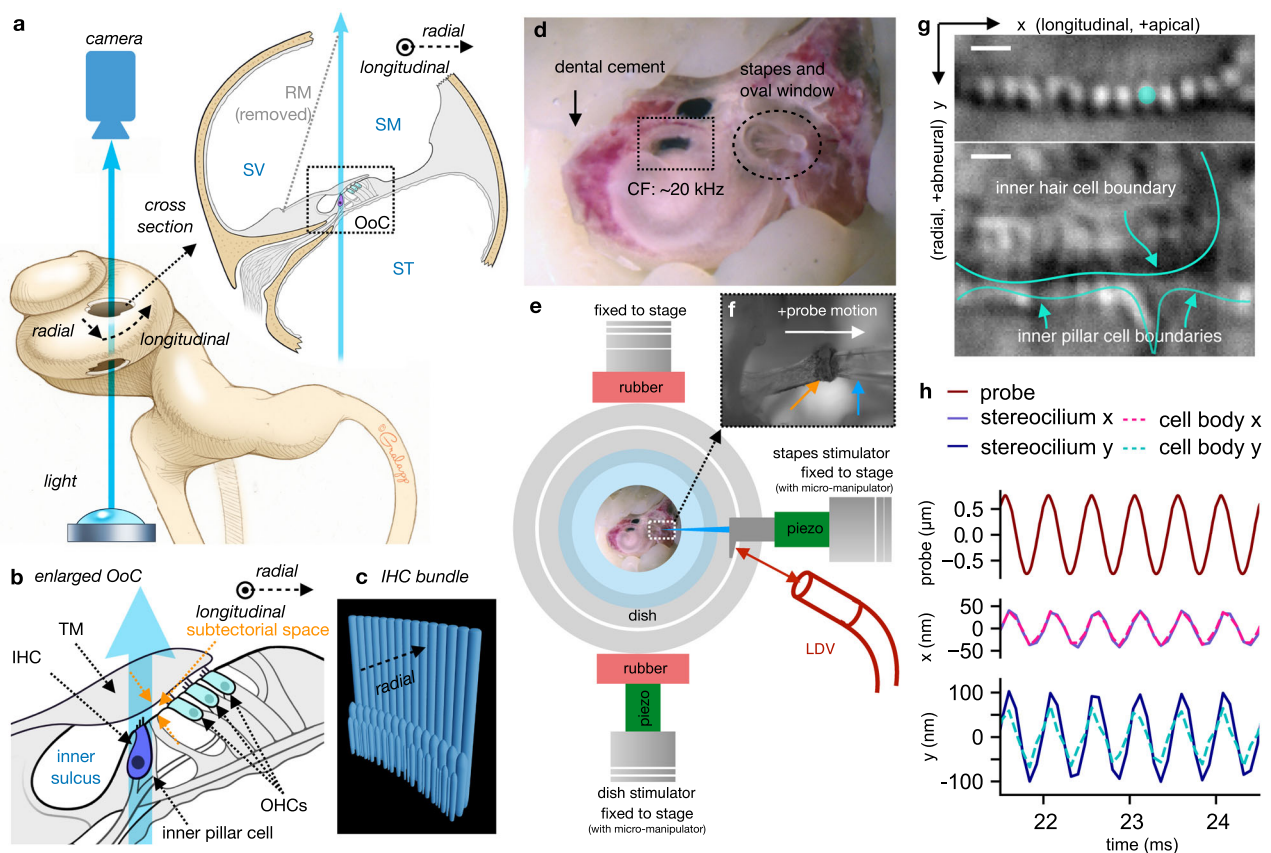 a
camera
radial
longitudinal
RM
(removed)
SM
SV
cross
section
OoC
ST
radial
longitudinal
light
©Gralapp
b
enlarged OoC
radial
longitudinal
subtectorial space
TM
IHC
inner
sulcus
OHCs
inner pillar cell
c
IHC bundle
radial
d
dental cement
stapes and
oval window
CF: ~20 kHz
e
fixed to stage
rubber
f
+probe motion
stapes stimulator
fixed to stage
(with micro-manipulator)
piezo
dish
LDV
rubber
piezo
dish stimulator
fixed to stage
(with micro-manipulator)
g
x (longitudinal, +apical)
(radial, +abneural) y
inner hair cell boundary
inner pillar cell boundaries
h
probe
stereocilium x
cell body x
stereocilium y
cell body y
probe (µm)
0.5
0.0
−0.5
x (nm)
50
0
−50
y (nm)
100
0
-100
22
23
24
time (ms)